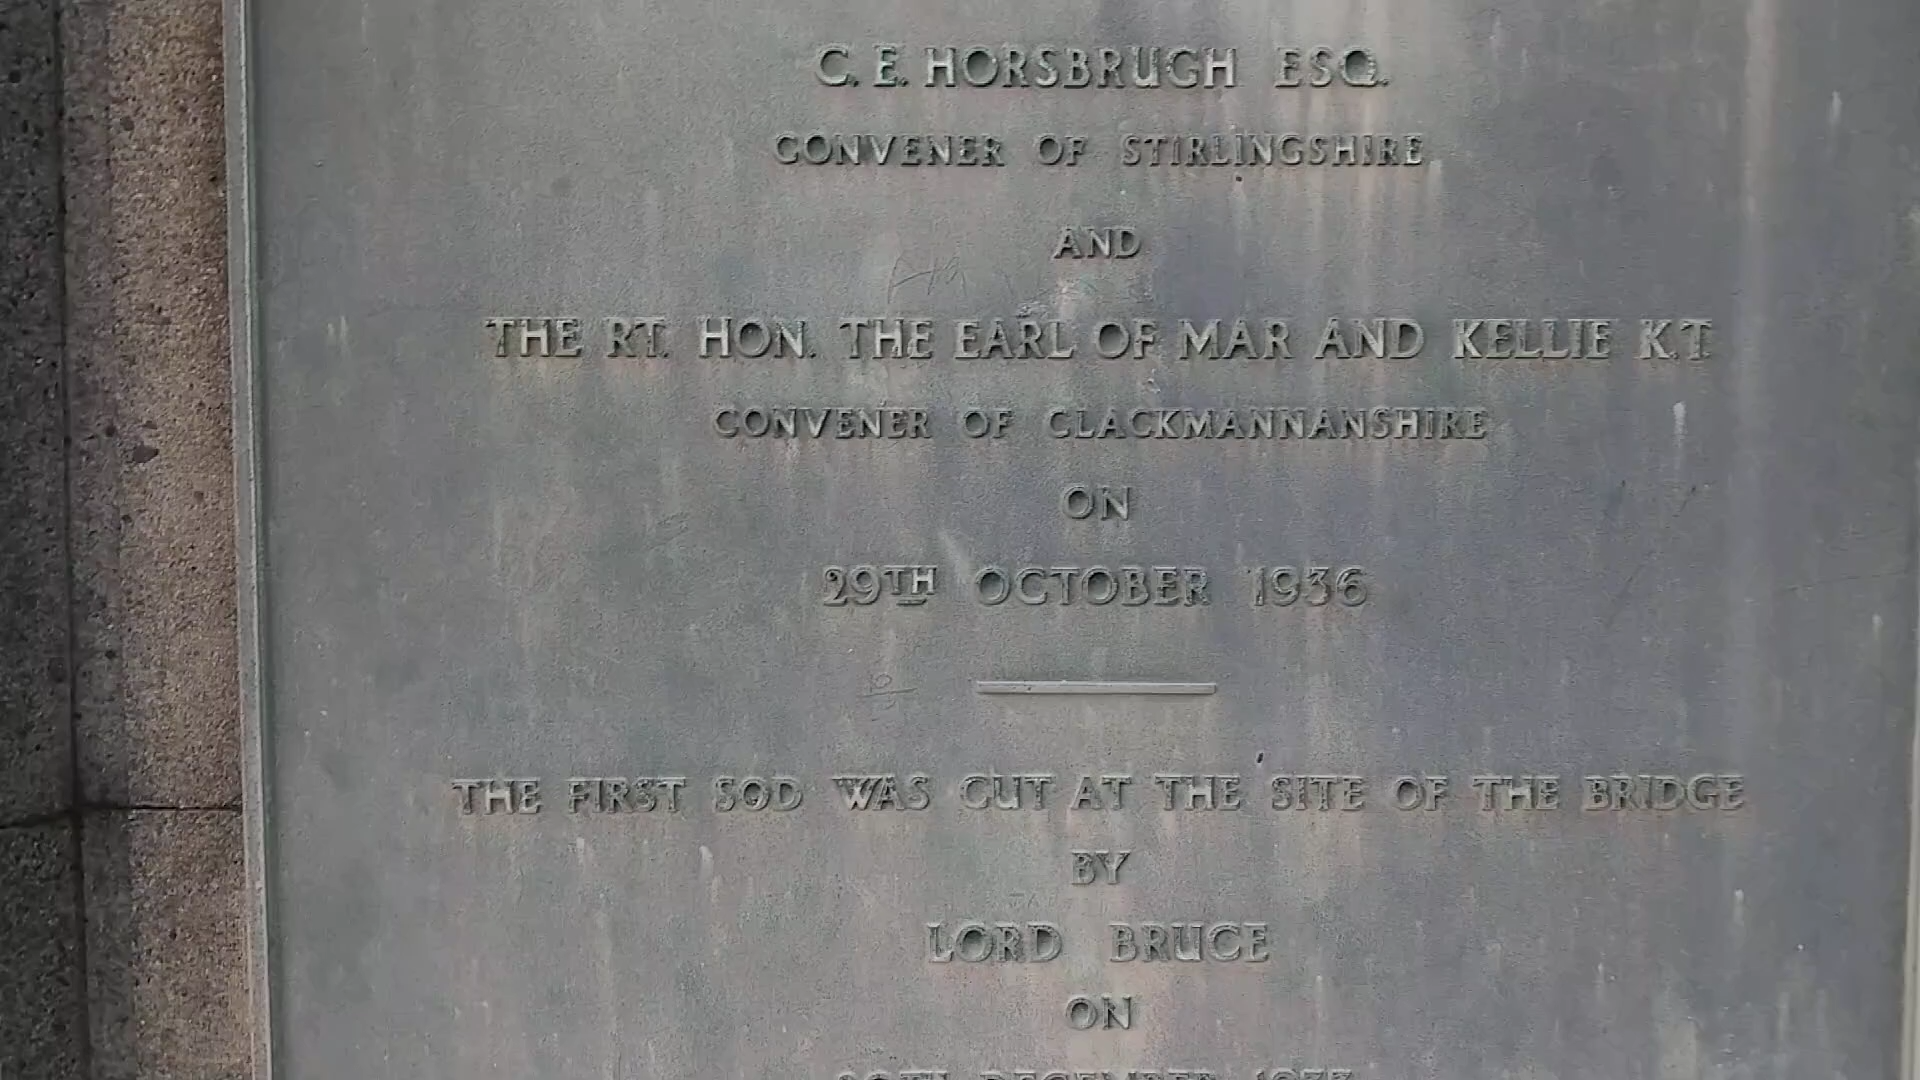 C. E. HORSBRUGH ESQ.
CONVENER OF STIRLINGSHIRE
AND
THE RT. HON. THE EARL OF MAR AND KELLIE K.T
CONVENER OF CLACKMANNANSHIRE
ON
29TH OCTOBER 1936
THE FIRST SOD WAS CUT AT THE SITE OF THE BRIDGE
BY
LORD BRUCE
ON
DECEMBER